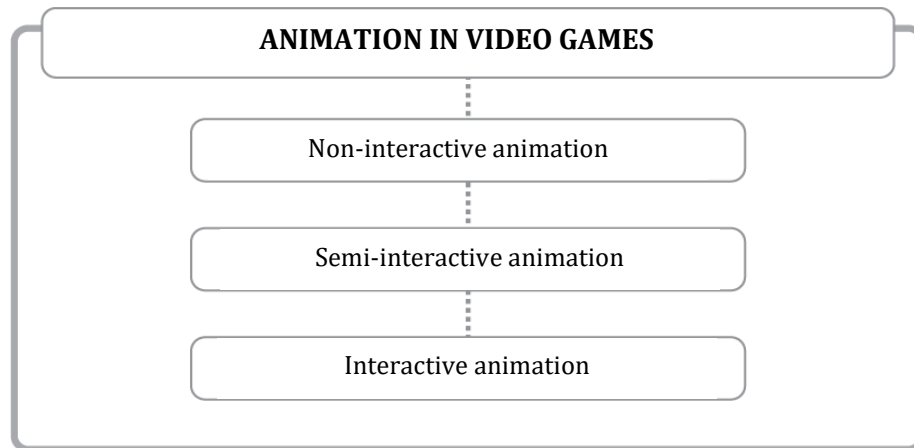 ANIMATION IN VIDEO GAMES
Non-interactive animation
Semi-interactive animation
Interactive animation